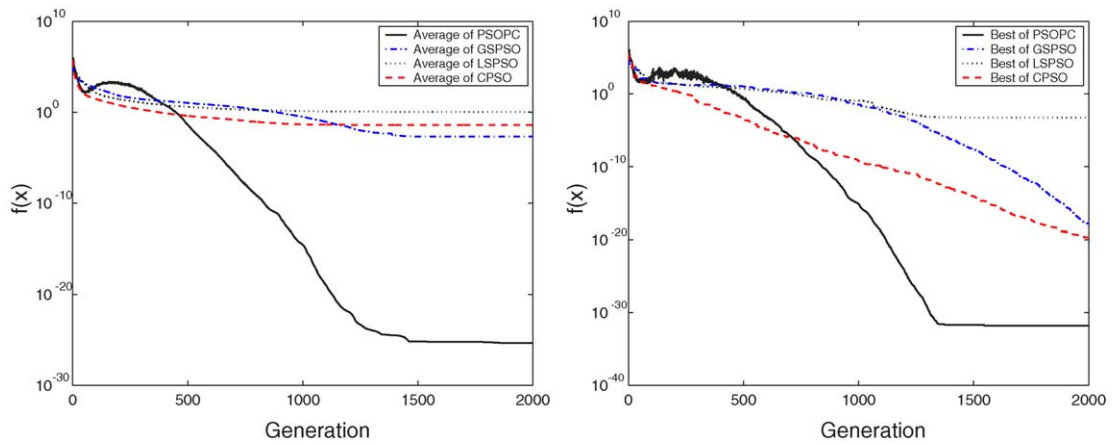 10^10
10^0
10^-10
10^-20
10^-30
f(x)
0
500
1000
1500
2000
Generation
Average of PSOPC
Average of GSPSO
Average of LSPSO
Average of CPSO
10^10
10^0
10^-10
10^-20
10^-30
10^-40
f(x)
0
500
1000
1500
2000
Generation
Best of PSOPC
Best of GSPSO
Best of LSPSO
Best of CPSO